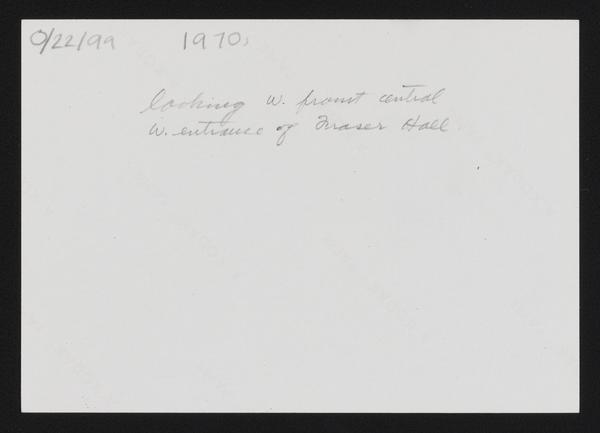 0/22/99 1970s
looking w. from central
w. entrance of Fraser Hall